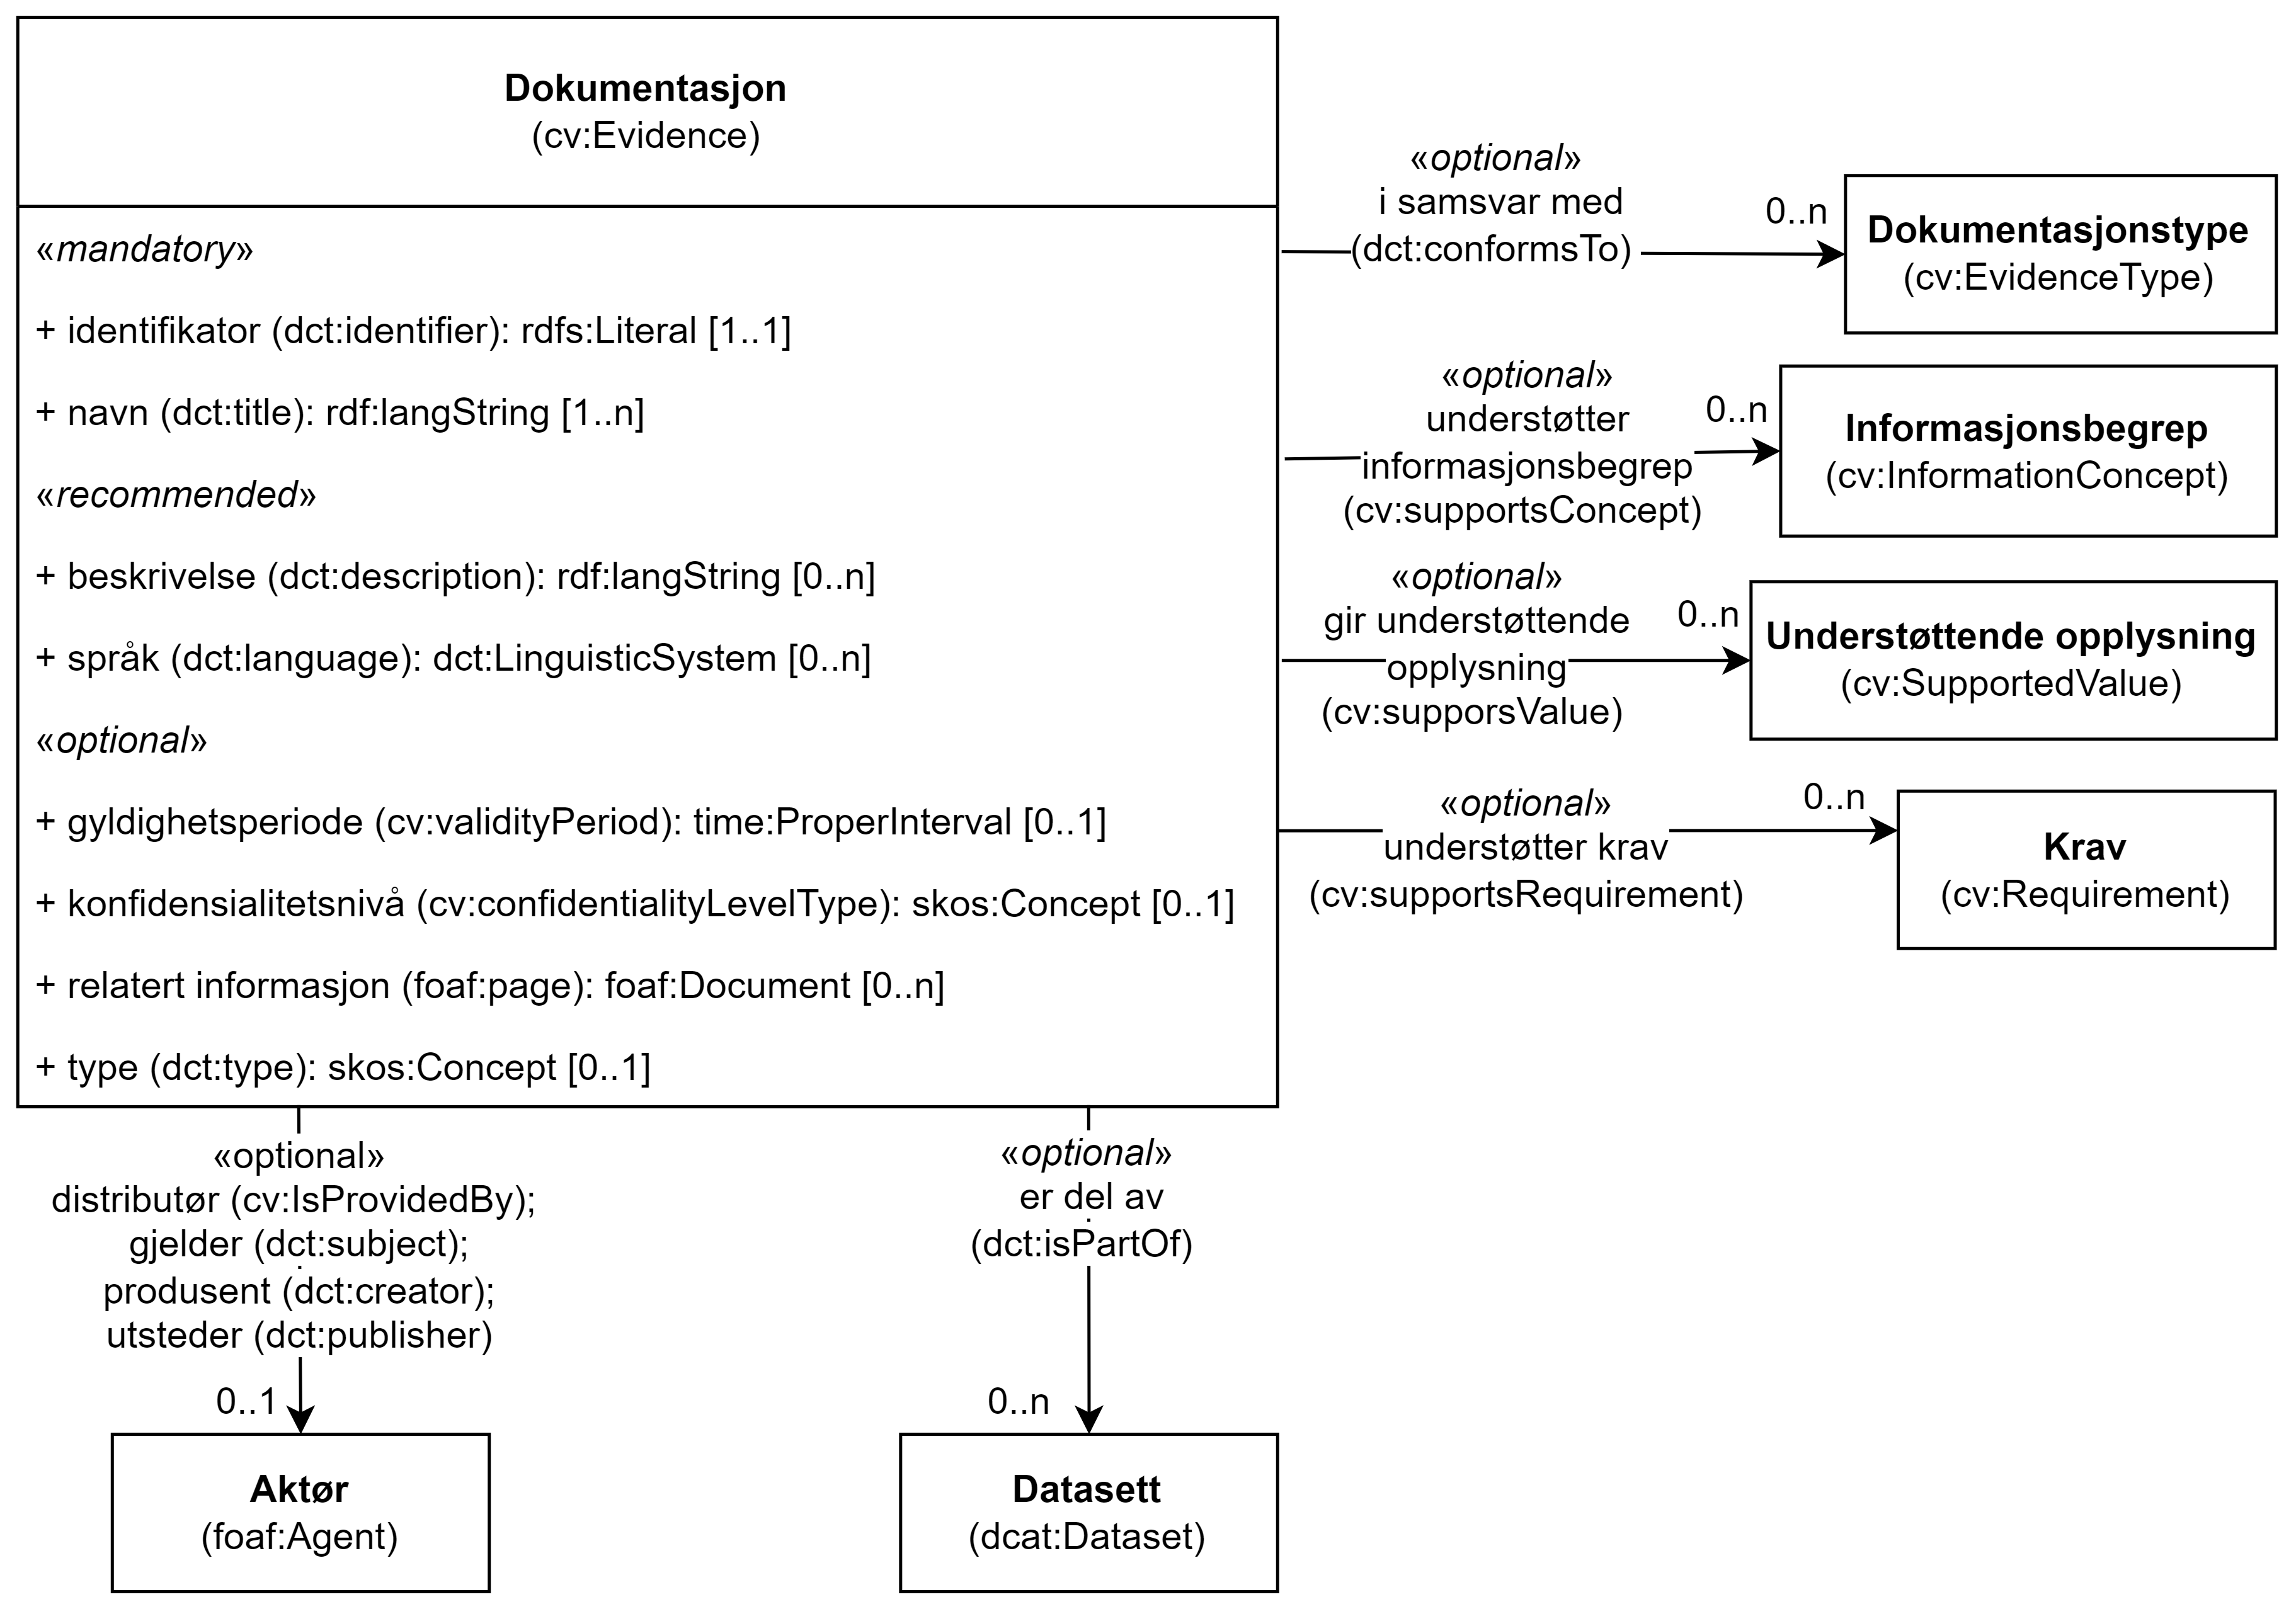 Dokumentasjon
(cv:Evidence)
«mandatory»
+ identifikator (dct:identifier): rdfs:Literal [1..1]
+ navn (dct:title): rdf:langString [1..n]
«recommended»
+ beskrivelse (dct:description): rdf:langString [0..n]
+ språk (dct:language): dct:LinguisticSystem [0..n]
«optional»
+ gyldighetsperiode (cv:validityPeriod): time:ProperInterval [0..1]
+ konfidensialitetsnivå (cv:confidentialityLevelType): skos:Concept [0..1]
+ relatert informasjon (foaf:page): foaf:Document [0..n]
+ type (dct:type): skos:Concept [0..1]
«optional»
i samsvar med
(dct:conformsTo)
0..n
Dokumentasjonstype
(cv:EvidenceType)
«optional»
understøtter
informasjonsbegrep
(cv:supportsConcept)
0..n
Informasjonsbegrep
(cv:InformationConcept)
«optional»
gir understøttende
opplysning
(cv:supporsValue)
0..n
Understøttende opplysning
(cv:SupportedValue)
«optional»
understøtter krav
(cv:supportsRequirement)
0..n
Krav
(cv:Requirement)
«optional»
distributør (cv:IsProvidedBy);
gjelder (dct:subject);
produsent (dct:creator);
utsteder (dct:publisher)
0..1
Aktør
(foaf:Agent)
«optional»
er del av
(dct:isPartOf)
0..n
Datasett
(dcat:Dataset)